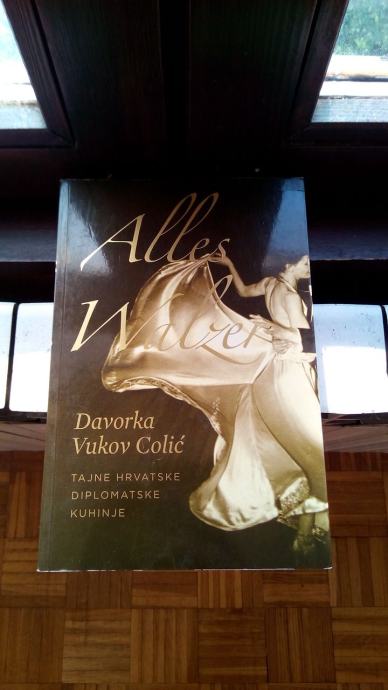 Alles
Walzer
Davorka
Vukov Colić
TAJNE HRVATSKE
DIPLOMATSKE
KUHINJE